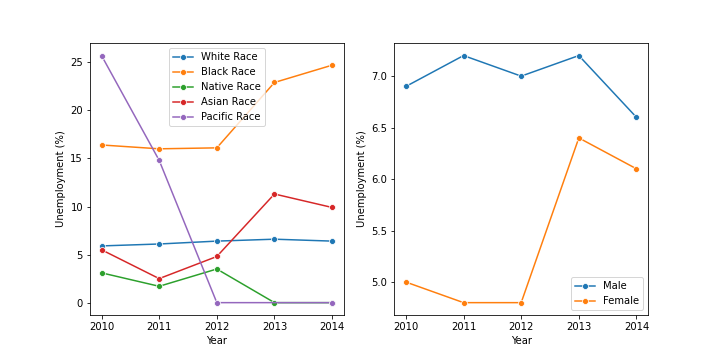 White Race
Black Race
Native Race
Asian Race
Pacific Race
25
20
15
10
5
0
Unemployment (%)
2010 2011 2012 2013 2014
Year
7.0
6.5
6.0
5.5
5.0
Unemployment (%)
Male
Female
2010 2011 2012 2013 2014
Year